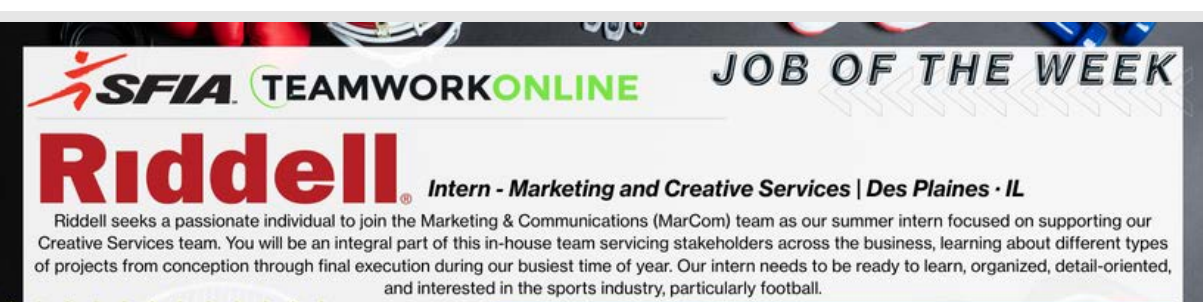 SFIA. TEAMWORKONLINE JOB OF THE WEEK
Riddell® Intern - Marketing and Creative Services | Des Plaines · IL
Riddell seeks a passionate individual to join the Marketing & Communications (MarCom) team as our summer intern focused on supporting our
Creative Services team. You will be an integral part of this in-house team servicing stakeholders across the business, learning about different types
of projects from conception through final execution during our busiest time of year. Our intern needs to be ready to learn, organized, detail-oriented,
and interested in the sports industry, particularly football.